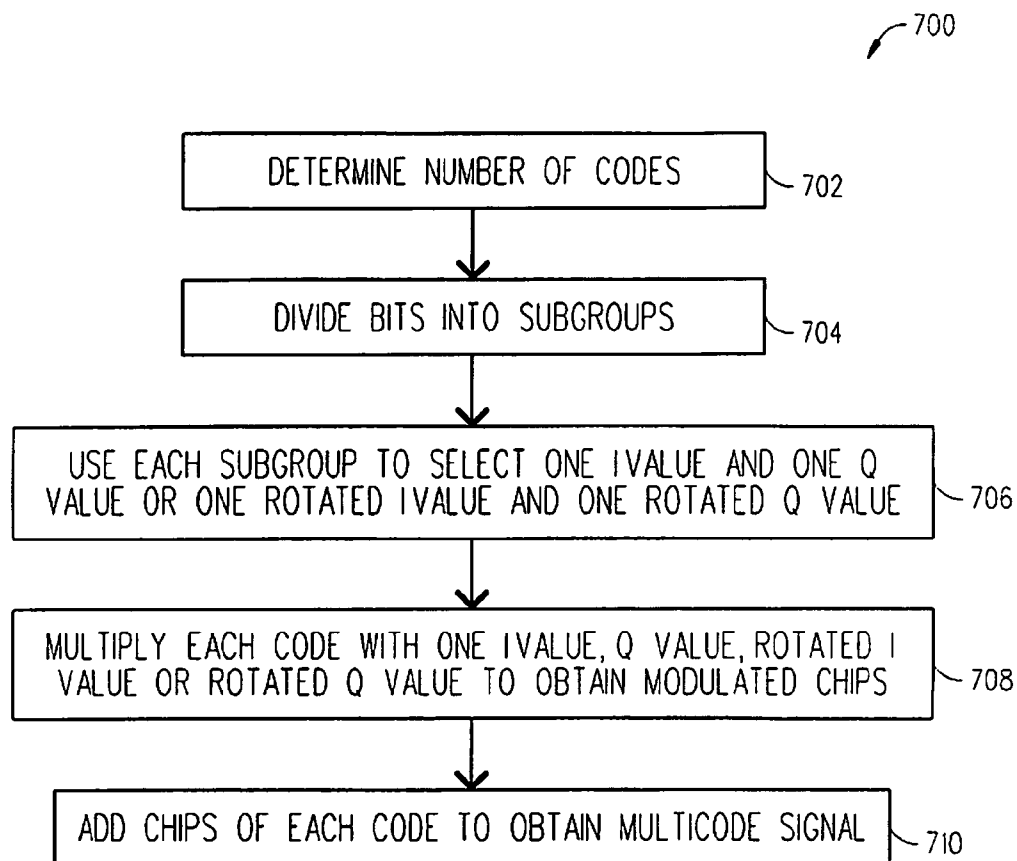 700
DETERMINE NUMBER OF CODES
702
DIVIDE BITS INTO SUBGROUPS
704
USE EACH SUBGROUP TO SELECT ONE I VALUE AND ONE Q
VALUE OR ONE ROTATED I VALUE AND ONE ROTATED Q VALUE
706
MULTIPLY EACH CODE WITH ONE I VALUE, Q VALUE, ROTATED I
VALUE OR ROTATED Q VALUE TO OBTAIN MODULATED CHIPS
708
ADD CHIPS OF EACH CODE TO OBTAIN MULTICODE SIGNAL
710